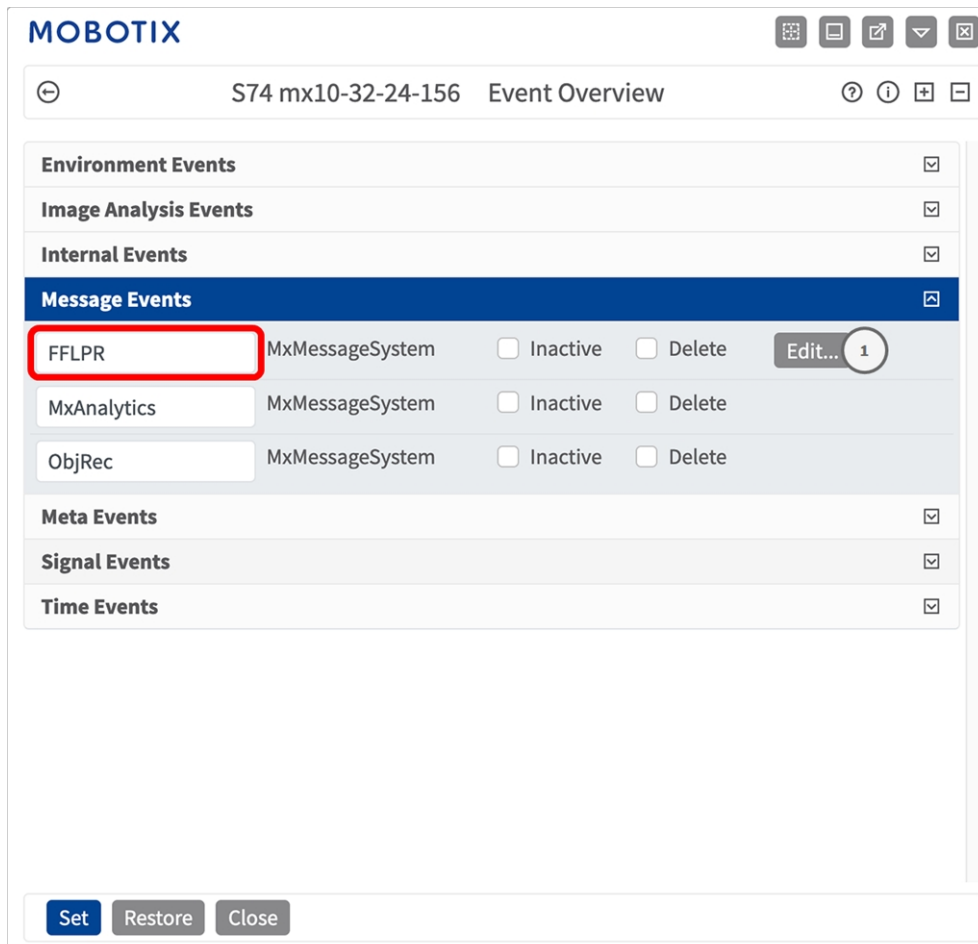 MOBOTIX
S74 mx10-32-24-156 Event Overview
Environment Events
Image Analysis Events
Internal Events
Message Events
FFLPR MxMessageSystem Inactive Delete Edit... 1
MxAnalytics MxMessageSystem Inactive Delete
ObjRec MxMessageSystem Inactive Delete
Meta Events
Signal Events
Time Events
Set Restore Close